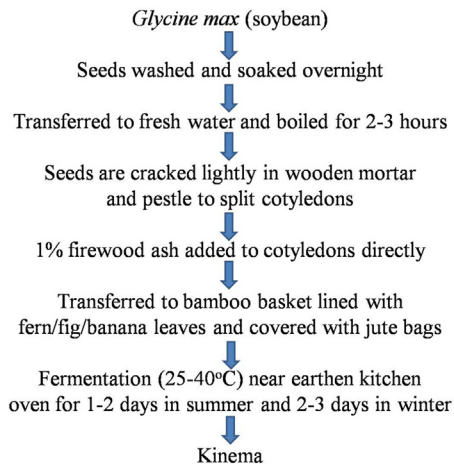 Glycine max (soybean)
Seeds washed and soaked overnight
Transferred to fresh water and boiled for 2-3 hours
Seeds are cracked lightly in wooden mortar
and pestle to split cotyledons
1% firewood ash added to cotyledons directly
Transferred to bamboo basket lined with
fern/fig/banana leaves and covered with jute bags
Fermentation (25-40°C) near earthen kitchen
oven for 1-2 days in summer and 2-3 days in winter
Kinema